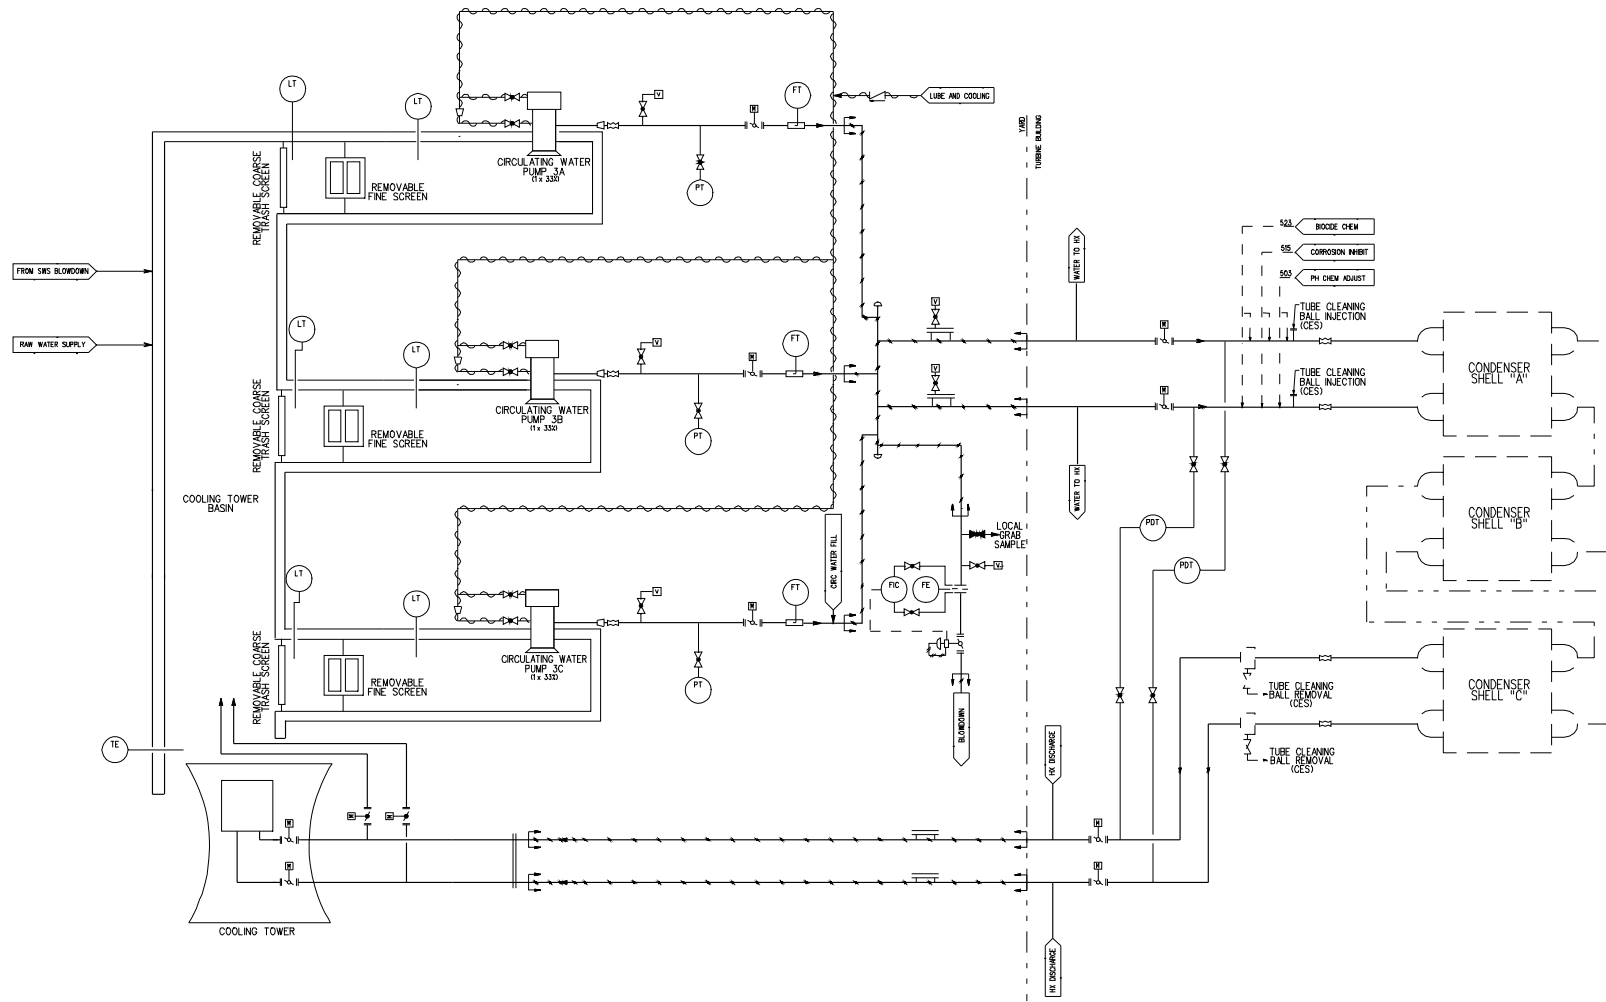 LT
LT
FT
M
V
LUBE AND COOLING
YARD
TURBINE BUILDING
CIRCULATING WATER
PUMP 3A
(1 x 33%)
PT
REMOVABLE COARSE
TRASH SCREEN
REMOVABLE
FINE SCREEN
523
BIOCIDE CHEM
515
CORROSION INHIBIT
503
PH CHEM ADJUST
WATER TO HX
FROM SWS BLOWDOWN
RAW WATER SUPPLY
LT
LT
V
M
FT
V
M
TUBE CLEANING
BALL INJECTION
(CES)
CONDENSER
SHELL "A"
V
M
TUBE CLEANING
BALL INJECTION
(CES)
CIRCULATING WATER
PUMP 3B
(1 x 33%)
PT
REMOVABLE COARSE
TRASH SCREEN
REMOVABLE
FINE SCREEN
WATER TO HX
COOLING TOWER
BASIN
CONDENSER
SHELL "B"
PDT
PDT
LOCAL
GRAB
SAMPLE
V
CIRC WATER FILL
FIC
FE
LT
LT
V
M
FT
CIRCULATING WATER
PUMP 3C
(1 x 33%)
PT
REMOVABLE COARSE
TRASH SCREEN
REMOVABLE
FINE SCREEN
BLOWDOWN
CONDENSER
SHELL "C"
TUBE CLEANING
BALL REMOVAL
(CES)
TUBE CLEANING
BALL REMOVAL
(CES)
TE
HX DISCHARGE
M
M
M
M
M
M
COOLING TOWER
HX DISCHARGE